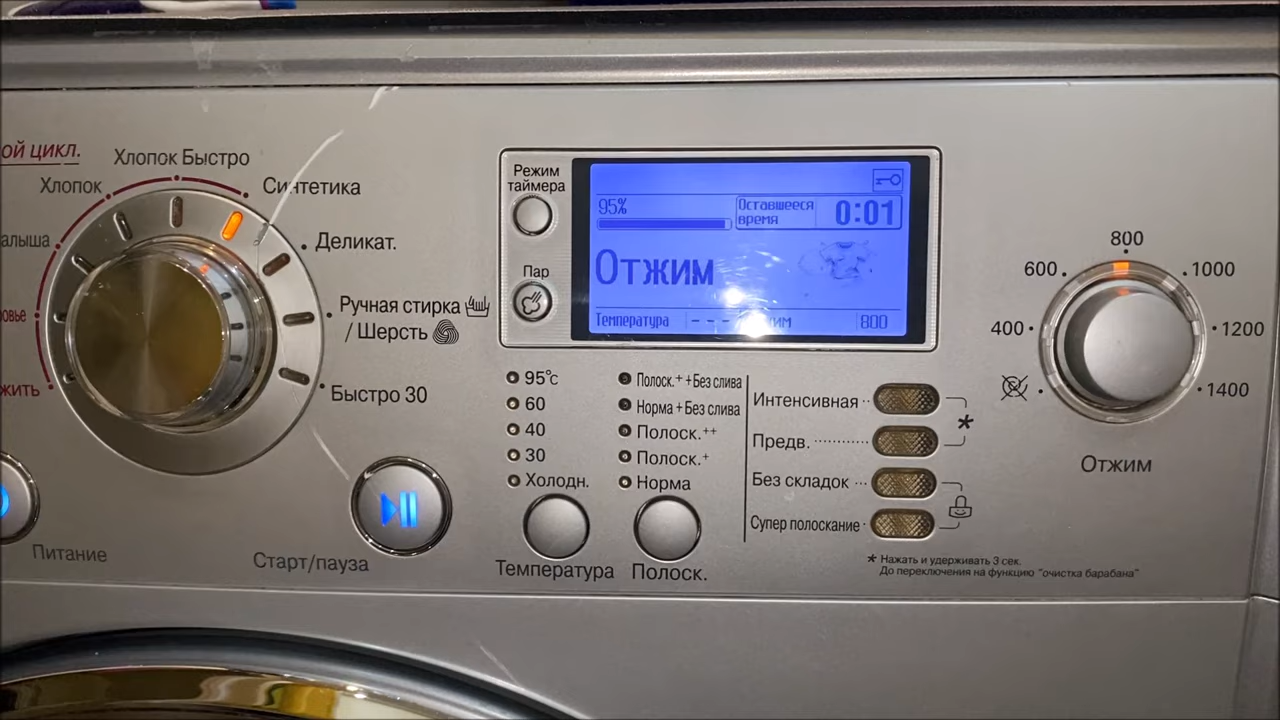 ой цикл.
Хлопок Быстро
Хлопок
Синтетика
алыша
Деликат.
овье
Ручная стирка
/ Шерсть
жить
Быстро 30
Питание
Старт/пауза
Режим
таймера
Пар
95%
Оставшееся
время
0:01
Отжим
Температура
- - -
800
95°C
60
40
30
Холодн.
Температура
Полоск.⁺ +Без слива
Норма +Без слива
Полоск.⁺⁺
Полоск.⁺
Норма
Полоск.
Интенсивная
Предв.
Без складок
Супер полоскание
*
* Нажать и удерживать 3 сек.
До переключения на функцию "очистка барабана"
400
600
800
1000
1200
1400
Отжим